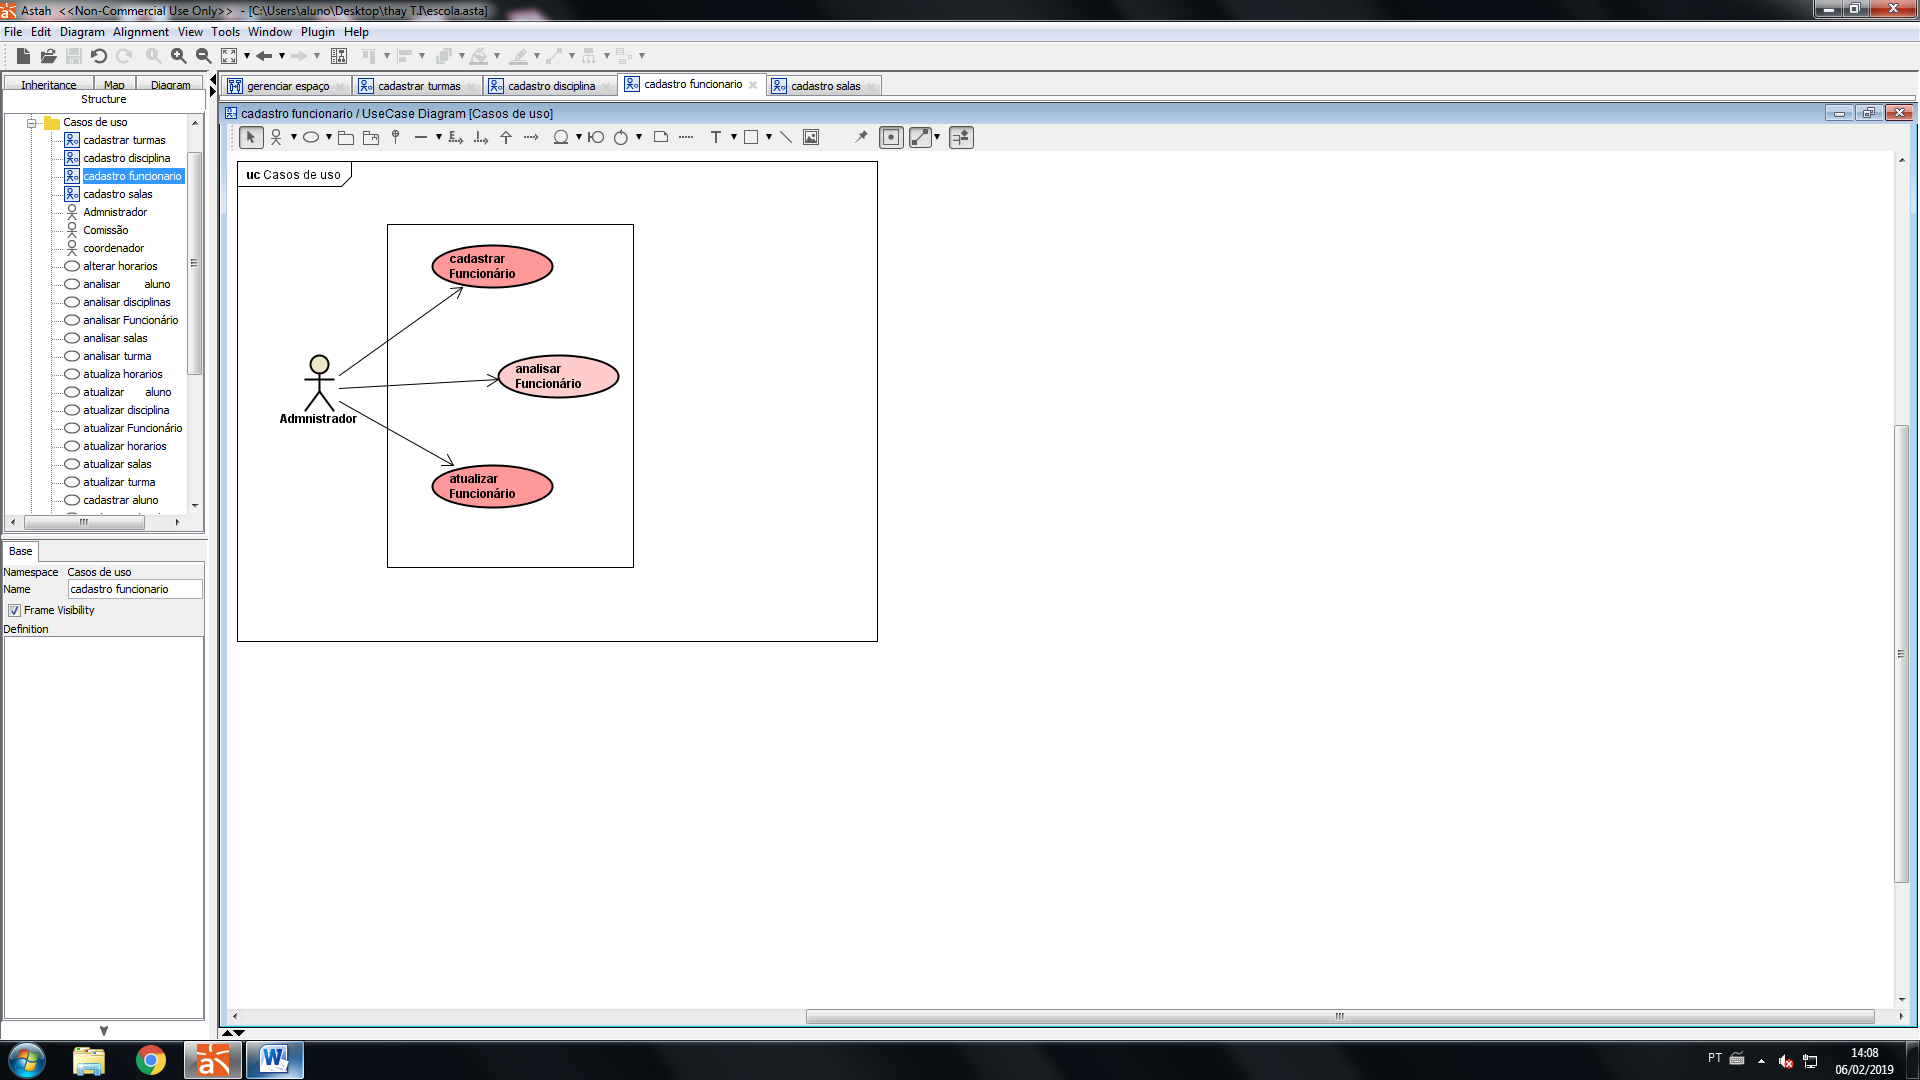 Astah <<Non-Commercial Use Only>> - [C:\Users\aluno\Desktop\thay T.I\escola.asta]
File Edit Diagram Alignment View Tools Window Plugin Help
Inheritance Map Diagram
Structure
gerenciar espaço
cadastrar turmas
cadastro disciplina
cadastro funcionario
cadastro salas
Casos de uso
cadastrar turmas
cadastro disciplina
cadastro funcionario
cadastro salas
Admnistrador
Comissão
coordenador
alterar horarios
analisar aluno
analisar disciplinas
analisar Funcionário
analisar salas
analisar turma
atualiza horarios
atualizar aluno
atualizar disciplina
atualizar Funcionário
atualizar horarios
atualizar salas
atualizar turma
cadastrar aluno
Base
Namespace Casos de uso
Name cadastro funcionario
Frame Visibility
Definition
cadastro funcionario / UseCase Diagram [Casos de uso]
uc Casos de uso
cadastrar
Funcionário
analisar
Funcionário
Admnistrador
atualizar
Funcionário
PT
14:08
06/02/2019